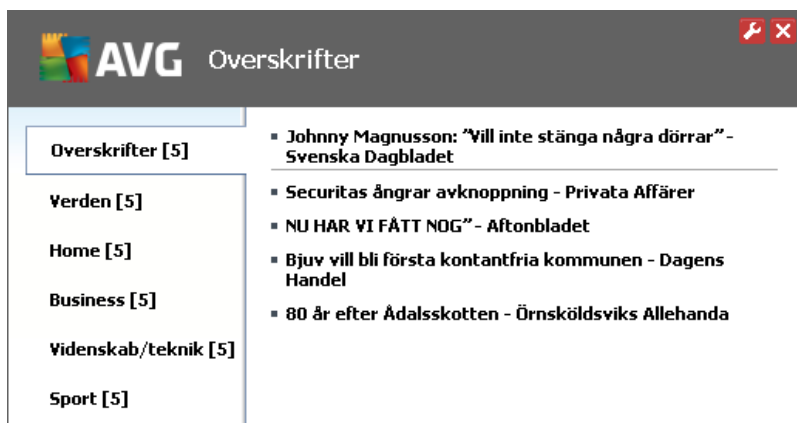 AVG Overskrifter
Overskrifter [5]
Verden [5]
Home [5]
Business [5]
Videnskab/teknik [5]
Sport [5]
Johnny Magnusson: ”Vill inte stänga några dörrar” -
Svenska Dagbladet
Securitas ångrar avknoppning - Privata Affärer
NU HAR VI FÅTT NOG” - Aftonbladet
Bjuv vill bli första kontantfria kommunen - Dagens
Handel
80 år efter Ådalsskotten - Örnsköldsviks Allehanda